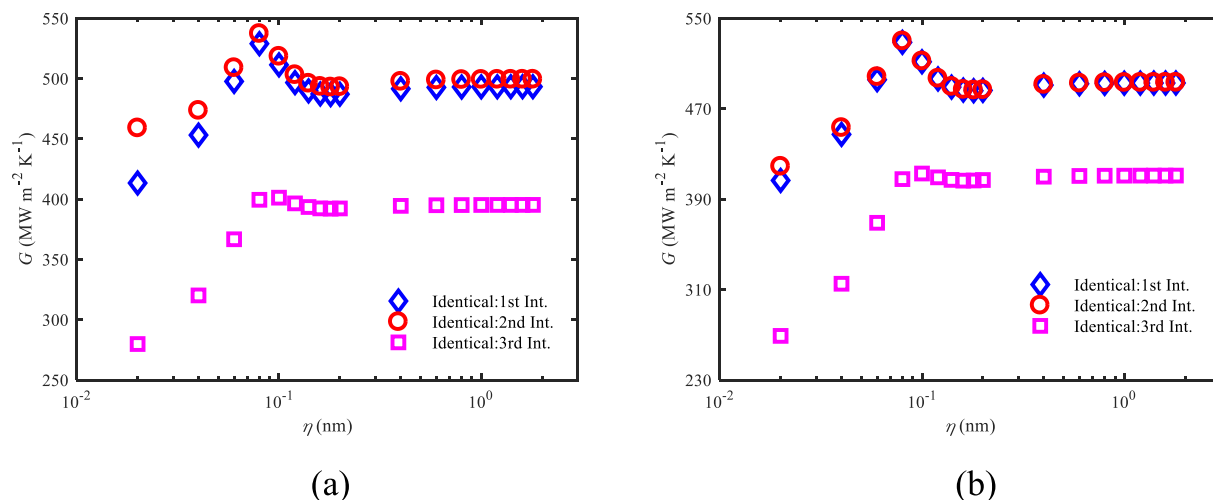 (a)
550
500
450
400
350
300
250
G (MW m⁻² K⁻¹)
Identical:1st Int.
Identical:2nd Int.
Identical:3rd Int.
10⁻² 10⁻¹ 10⁰
η (nm)
(a)
(b)
550
470
390
310
230
G (MW m⁻² K⁻¹)
Identical:1st Int.
Identical:2nd Int.
Identical:3rd Int.
10⁻² 10⁻¹ 10⁰
η (nm)
(b)